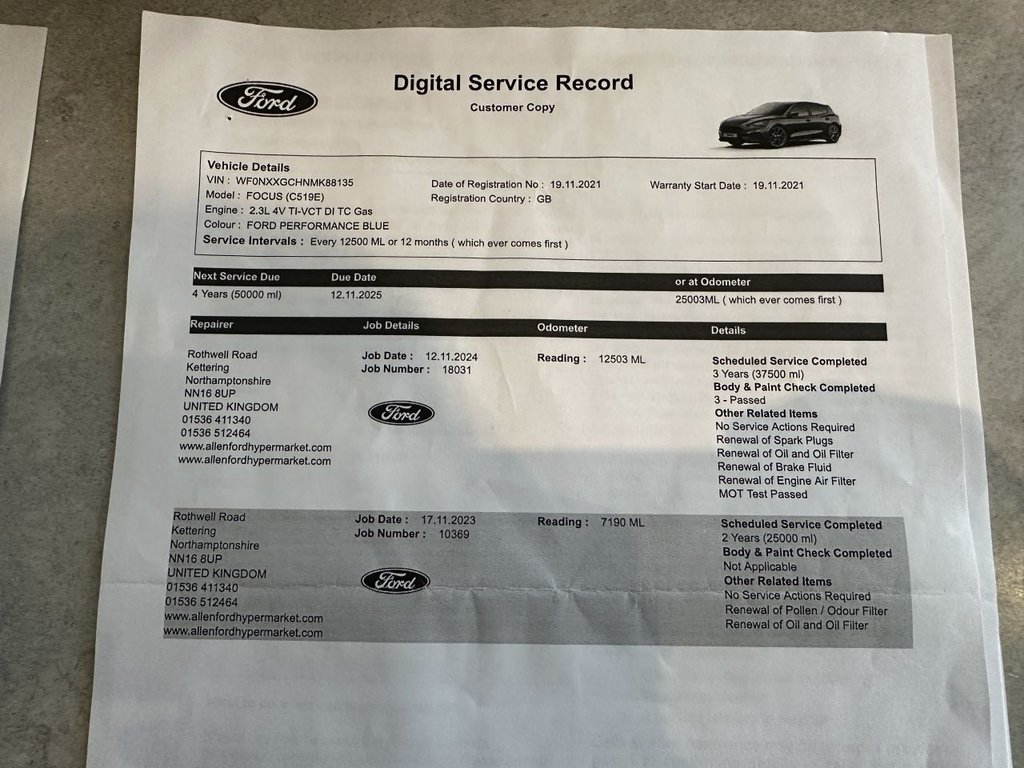 Ford
Digital Service Record
Customer Copy
Vehicle Details
VIN : WF0NXXGCHNMK88135
Date of Registration No : 19.11.2021
Warranty Start Date : 19.11.2021
Model : FOCUS (C519E)
Registration Country : GB
Engine : 2.3L 4V TI-VCT DI TC Gas
Colour : FORD PERFORMANCE BLUE
Service Intervals : Every 12500 ML or 12 months ( which ever comes first )
Next Service Due Due Date or at Odometer
4 Years (50000 ml) 12.11.2025 25003ML ( which ever comes first )
Repairer Job Details Odometer Details
Rothwell Road
Kettering
Northamptonshire
NN16 8UP
UNITED KINGDOM
01536 411340
01536 512464
www.allenfordhypermarket.com
www.allenfordhypermarket.com
Job Date : 12.11.2024
Job Number : 18031
Ford
Reading : 12503 ML
Scheduled Service Completed
3 Years (37500 ml)
Body & Paint Check Completed
3 - Passed
Other Related Items
No Service Actions Required
Renewal of Spark Plugs
Renewal of Oil and Oil Filter
Renewal of Brake Fluid
Renewal of Engine Air Filter
MOT Test Passed
Rothwell Road
Kettering
Northamptonshire
NN16 8UP
UNITED KINGDOM
01536 411340
01536 512464
www.allenfordhypermarket.com
www.allenfordhypermarket.com
Job Date : 17.11.2023
Job Number : 10369
Ford
Reading : 7190 ML
Scheduled Service Completed
2 Years (25000 ml)
Body & Paint Check Completed
Not Applicable
Other Related Items
No Service Actions Required
Renewal of Pollen / Odour Filter
Renewal of Oil and Oil Filter